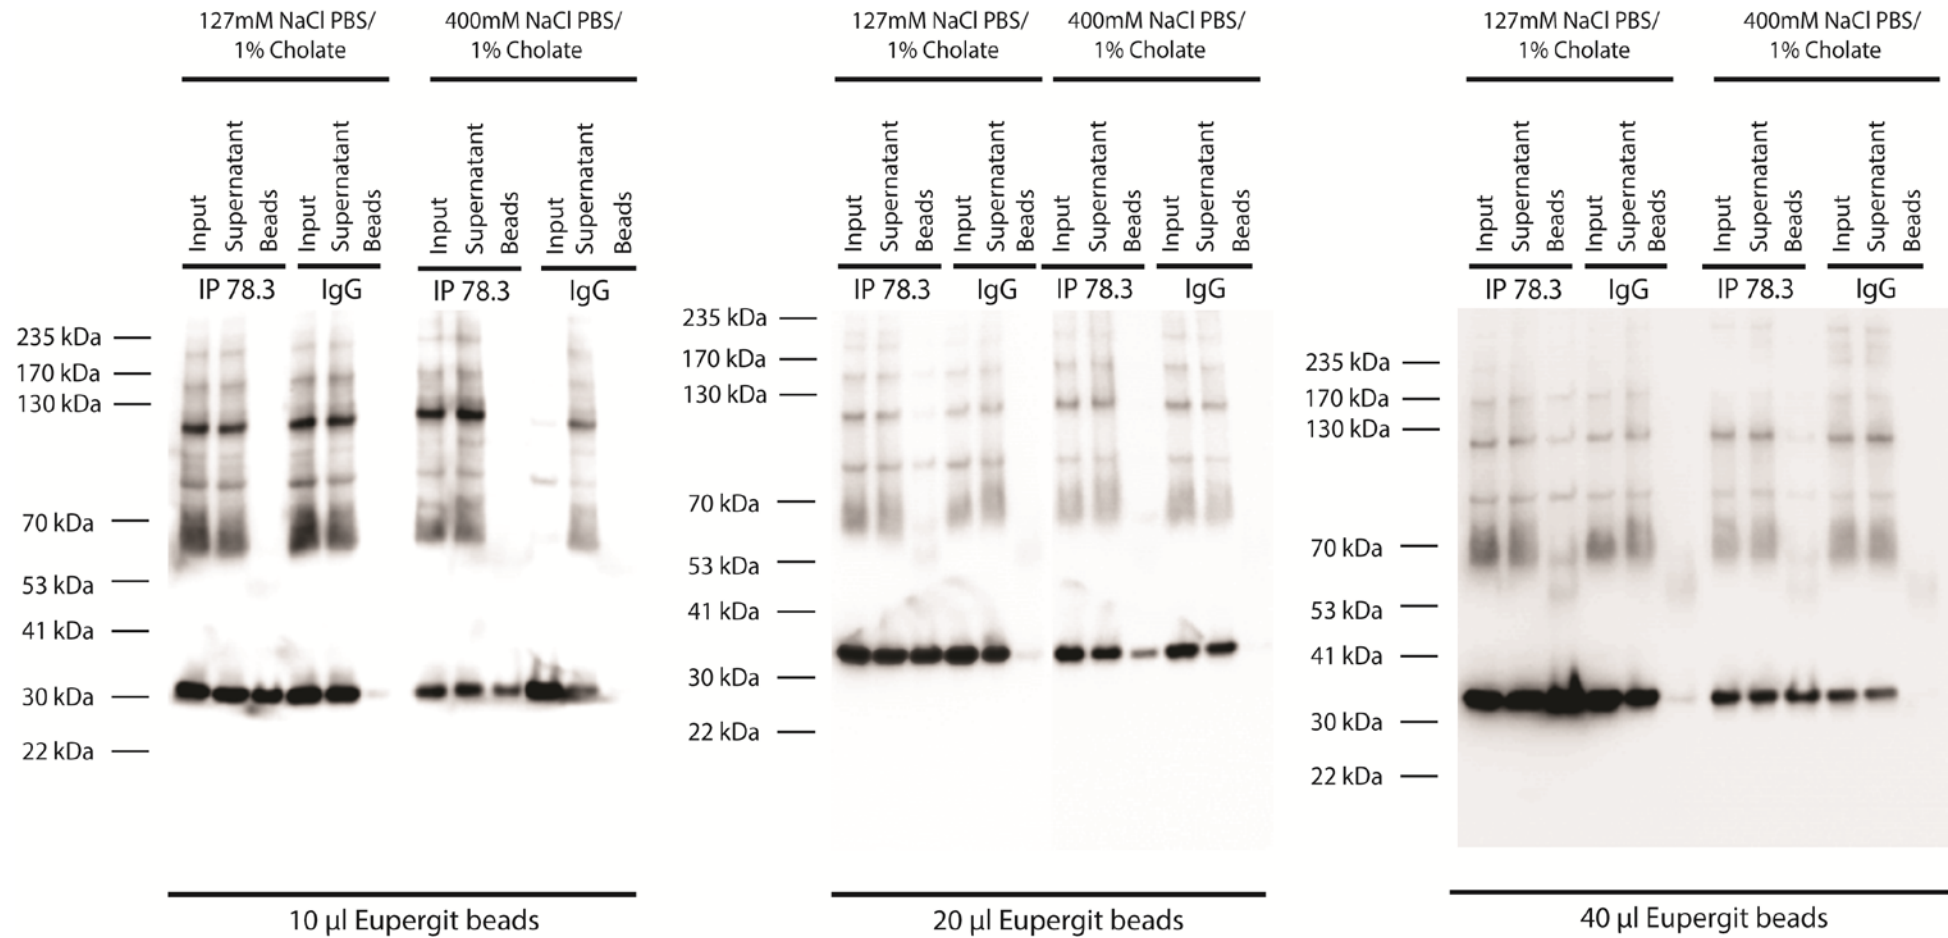 127mM NaCl PBS/
1% Cholate
400mM NaCl PBS/
1% Cholate
Input
Supernatant
Beads
Input
Supernatant
Beads
Input
Supernatant
Beads
Input
Supernatant
Beads
IP 78.3
IgG
IP 78.3
IgG
235 kDa
170 kDa
130 kDa
70 kDa
53 kDa
41 kDa
30 kDa
22 kDa
10 µl Eupergit beads
127mM NaCl PBS/
1% Cholate
400mM NaCl PBS/
1% Cholate
Input
Supernatant
Beads
Input
Supernatant
Beads
Input
Supernatant
Beads
Input
Supernatant
Beads
IP 78.3
IgG
IP 78.3
IgG
235 kDa
170 kDa
130 kDa
70 kDa
53 kDa
41 kDa
30 kDa
22 kDa
20 µl Eupergit beads
127mM NaCl PBS/
1% Cholate
400mM NaCl PBS/
1% Cholate
Input
Supernatant
Beads
Input
Supernatant
Beads
Input
Supernatant
Beads
Input
Supernatant
Beads
IP 78.3
IgG
IP 78.3
IgG
235 kDa
170 kDa
130 kDa
70 kDa
53 kDa
41 kDa
30 kDa
22 kDa
40 µl Eupergit beads